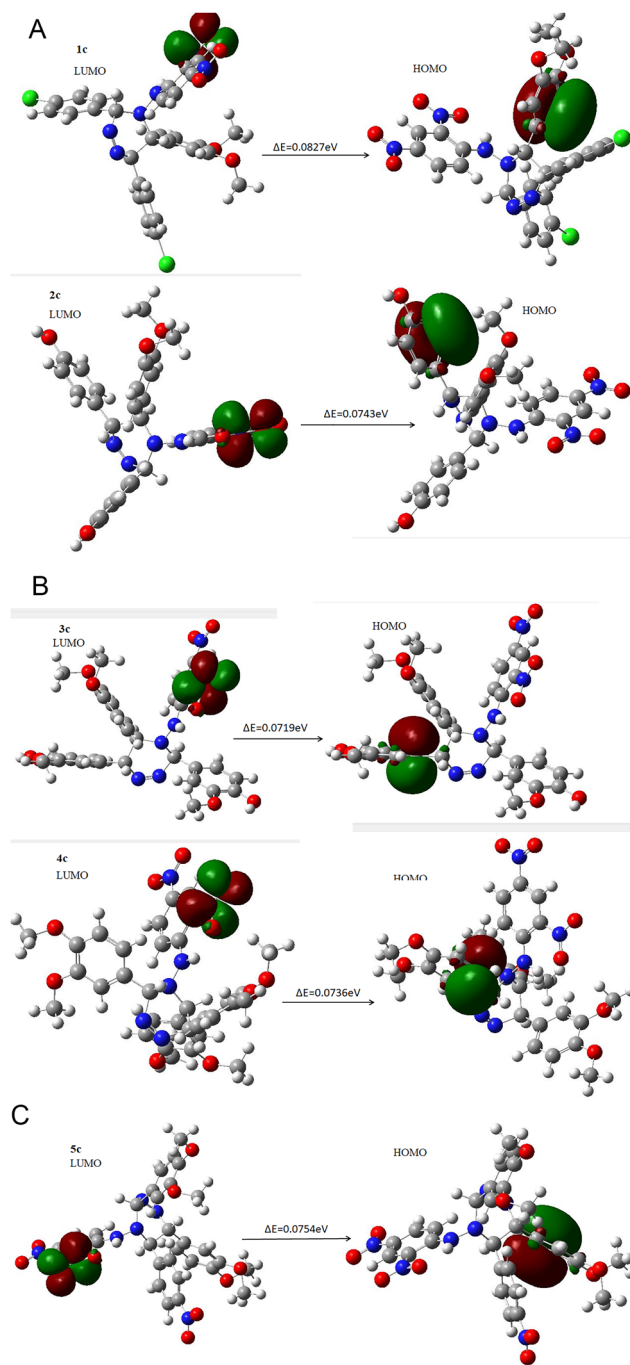 A
1c
LUMO
HOMO
ΔE=0.0827eV
2c
LUMO
HOMO
ΔE=0.0743eV
B
3c
LUMO
HOMO
ΔE=0.0719eV
4c
LUMO
HOMO
ΔE=0.0736eV
C
5c
LUMO
HOMO
ΔE=0.0754eV